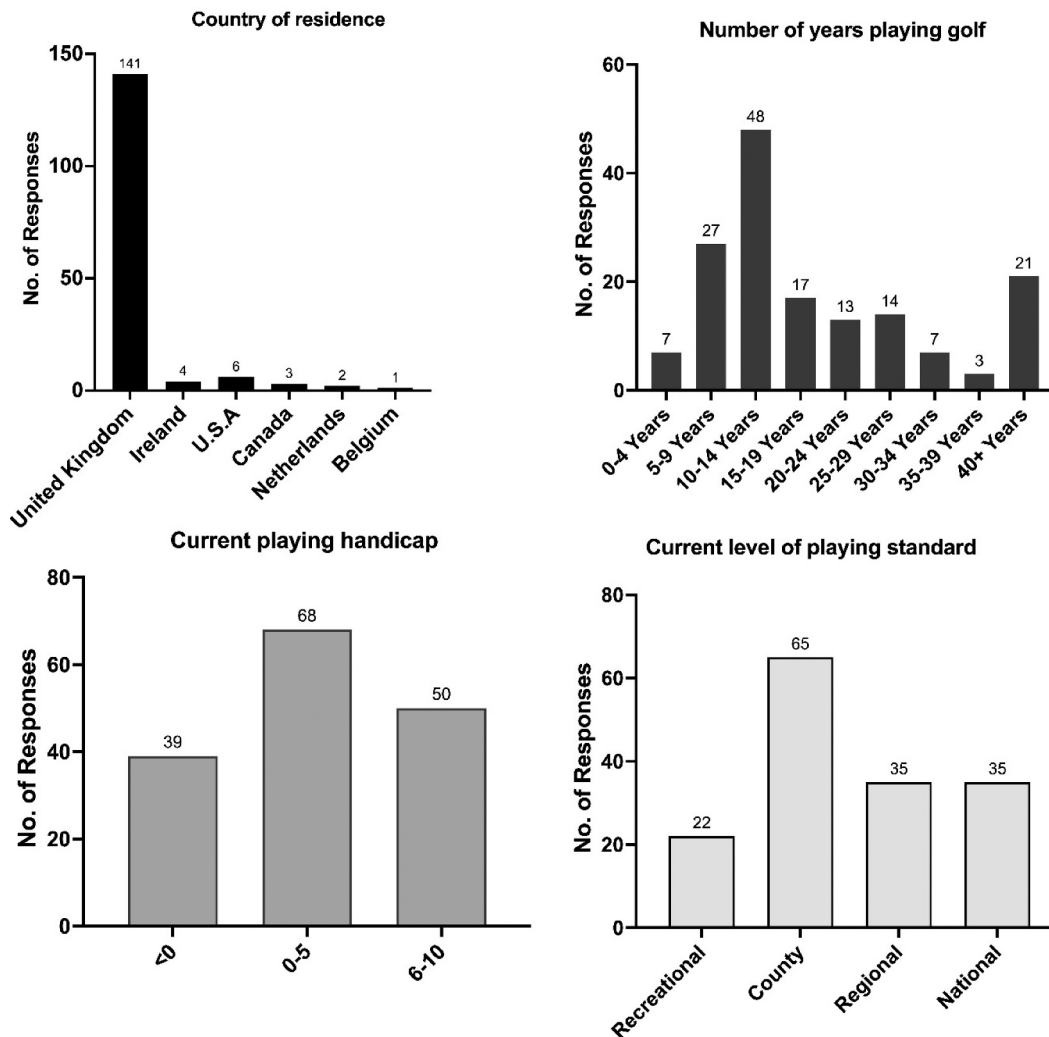 Country of residence
No. of Responses
150
100
50
0
141
4
6
3
2
1
United Kingdom
Ireland
U.S.A
Canada
Netherlands
Belgium
Number of years playing golf
No. of Responses
60
40
20
0
7
27
48
17
13
14
7
3
21
0-4 Years
5-9 Years
10-14 Years
15-19 Years
20-24 Years
25-29 Years
30-34 Years
35-39 Years
40+ Years
Current playing handicap
No. of Responses
80
60
40
20
0
39
68
50
<0
0-5
6-10
Current level of playing standard
No. of Responses
80
60
40
20
0
22
65
35
35
Recreational
County
Regional
National